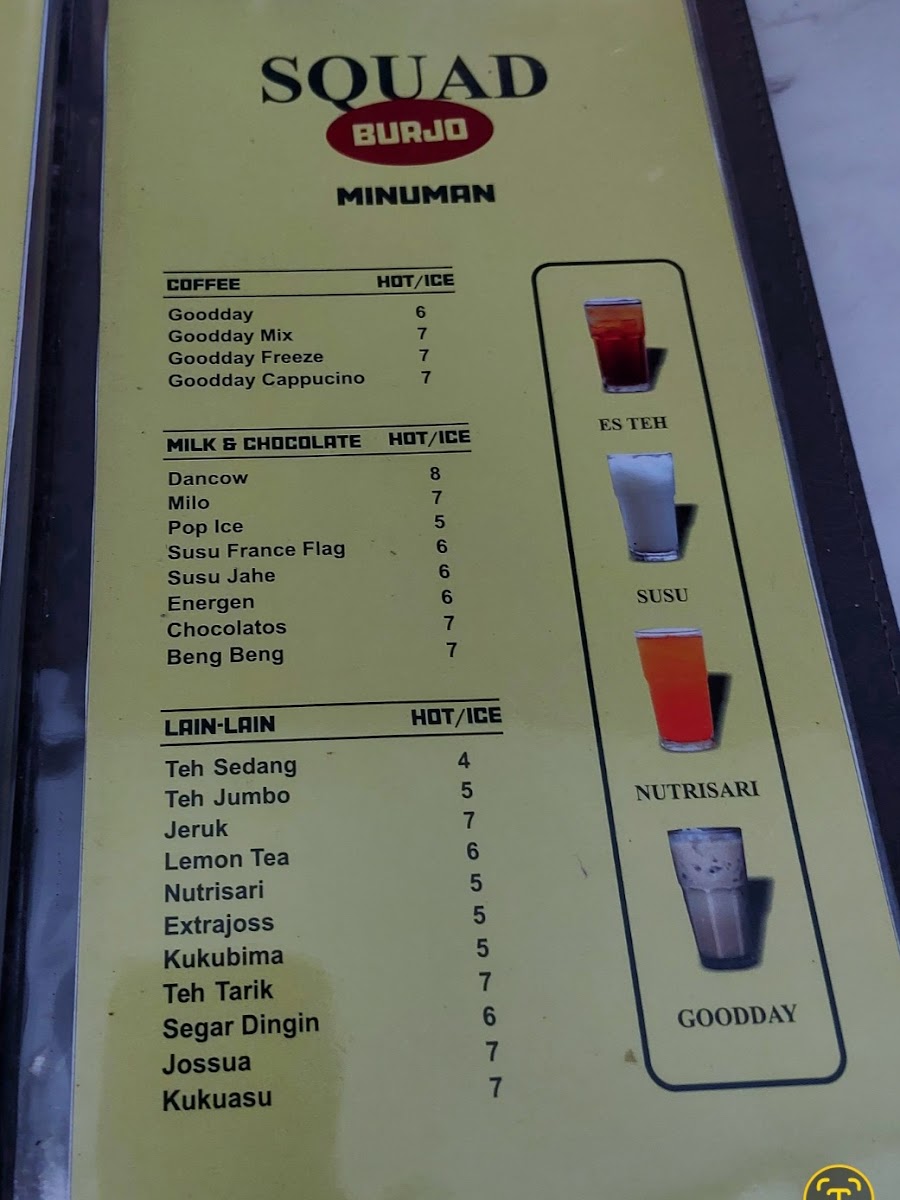 SQUAD
BURJO
MINUMAN
COFFEE HOT/ICE
Goodday 6
Goodday Mix 7
Goodday Freeze 7
Goodday Cappucino 7
MILK & CHOCOLATE HOT/ICE
Dancow 8
Milo 7
Pop Ice 5
Susu France Flag 6
Susu Jahe 6
Energen 6
Chocolatos 7
Beng Beng 7
LAIN-LAIN HOT/ICE
Teh Sedang 4
Teh Jumbo 5
Jeruk 7
Lemon Tea 6
Nutrisari 5
Extrajoss 5
Kukubima 5
Teh Tarik 7
Segar Dingin 6
Jossua 7
Kukuasu 7
ES TEH
SUSU
NUTRISARI
GOODDAY